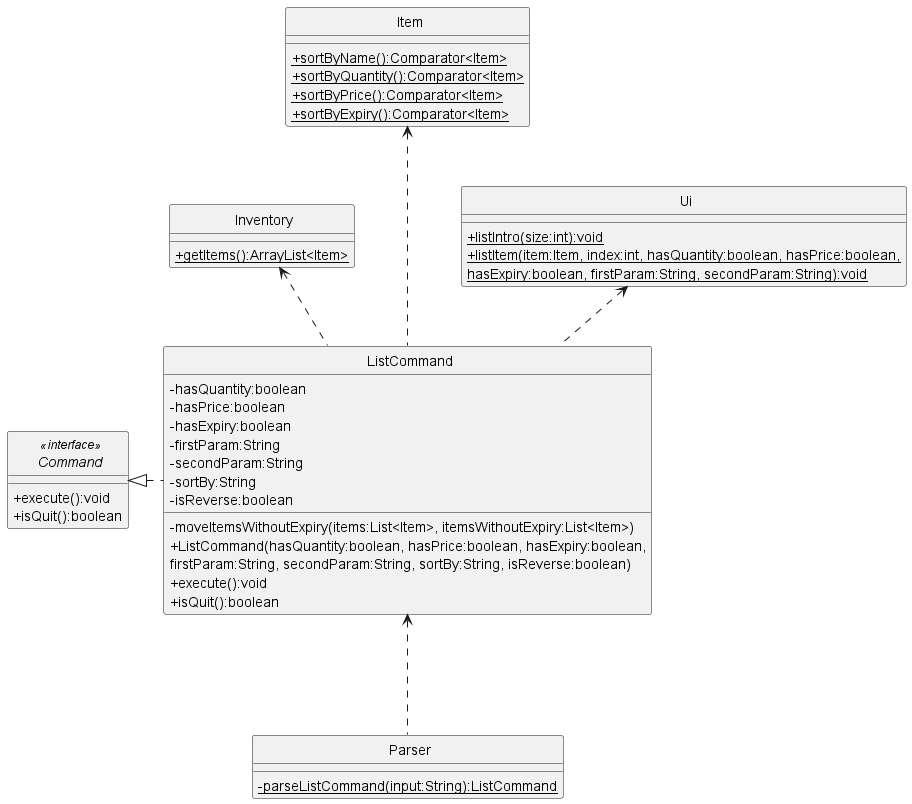 Item
+sortByName():Comparator<Item>
+sortByQuantity():Comparator<Item>
+sortByPrice():Comparator<Item>
+sortByExpiry():Comparator<Item>
Inventory
+getItems():ArrayList<Item>
Ui
+listIntro(size:int):void
+listItem(item:Item, index:int, hasQuantity:boolean, hasPrice:boolean,
hasExpiry:boolean, firstParam:String, secondParam:String):void
ListCommand
-hasQuantity:boolean
-hasPrice:boolean
-hasExpiry:boolean
-firstParam:String
-secondParam:String
-sortBy:String
-isReverse:boolean
-moveItemsWithoutExpiry(items:List<Item>, itemsWithoutExpiry:List<Item>)
+ListCommand(hasQuantity:boolean, hasPrice:boolean, hasExpiry:boolean,
firstParam:String, secondParam:String, sortBy:String, isReverse:boolean)
+execute():void
+isQuit():boolean
«interface»
Command
+execute():void
+isQuit():boolean
Parser
-parseListCommand(input:String):ListCommand